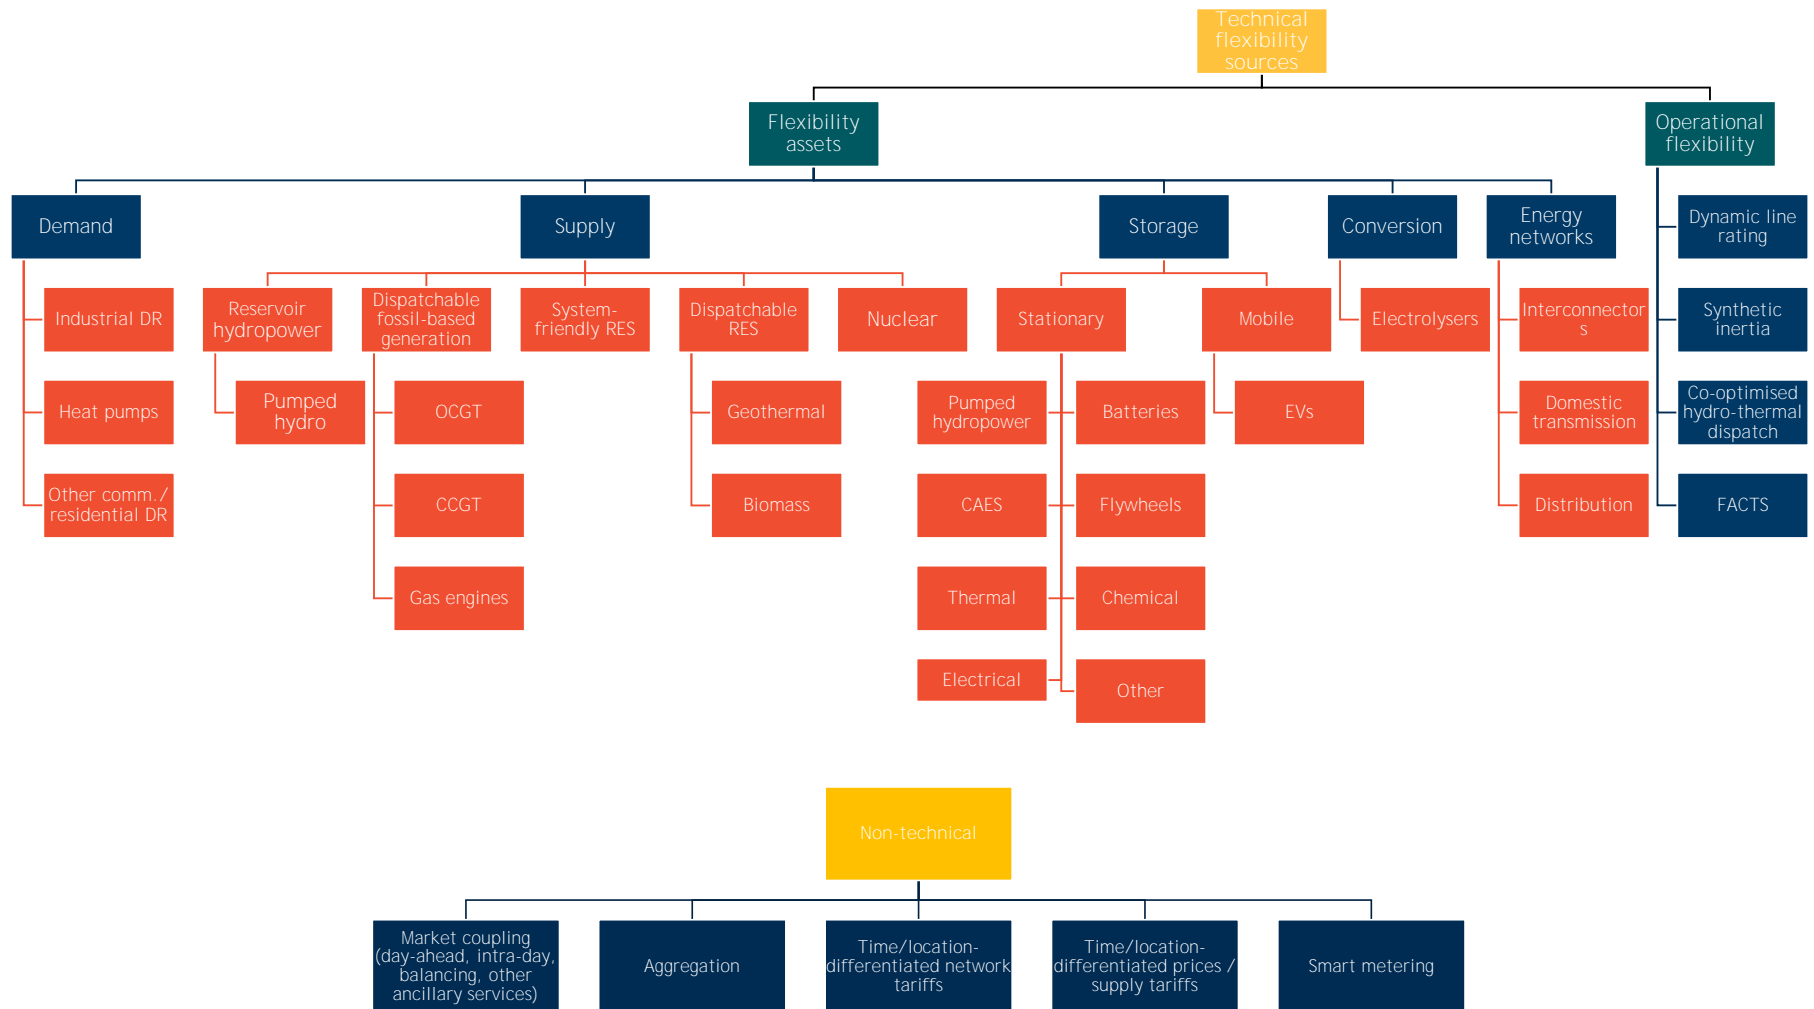 Technical
flexibility
sources
Flexibility
assets
Operational
flexibility
Demand
Supply
Storage
Conversion
Energy
networks
Dynamic line
rating
Industrial DR
Reservoir
hydropower
Dispatchable
fossil-based
generation
System-
friendly RES
Dispatchable
RES
Nuclear
Stationary
Mobile
Electrolysers
Interconnector
s
Synthetic
inertia
Heat pumps
Pumped
hydro
OCGT
Geothermal
Pumped
hydropower
Batteries
EVs
Domestic
transmission
Co-optimised
hydro-thermal
dispatch
Other comm./
residential DR
CCGT
Biomass
CAES
Flywheels
Distribution
FACTS
Gas engines
Thermal
Chemical
Electrical
Other
Non-technical
Market coupling
(day-ahead, intra-day,
balancing, other
ancillary services)
Aggregation
Time/location-
differentiated network
tariffs
Time/location-
differentiated prices /
supply tariffs
Smart metering